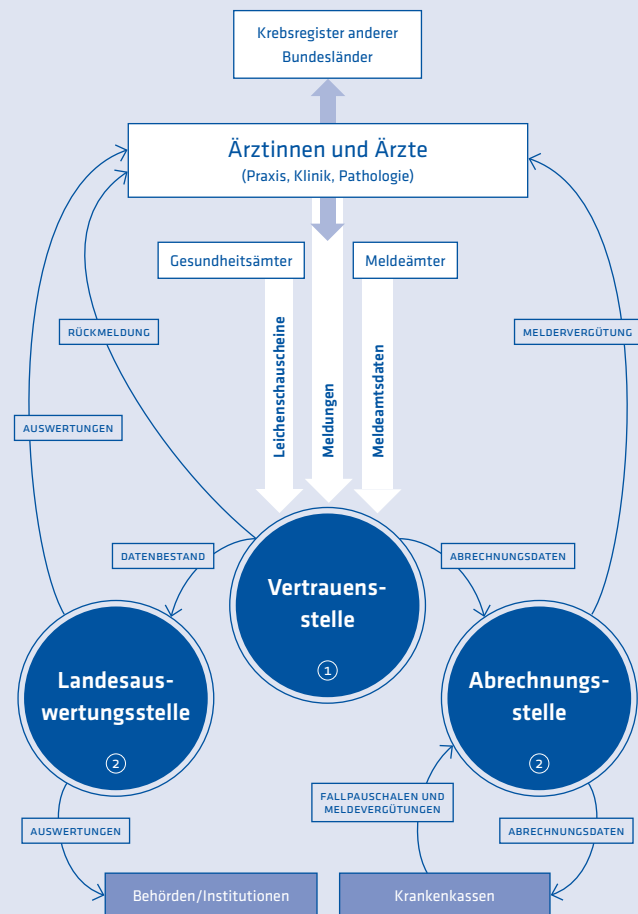 Krebsregister anderer
Bundesländer
Ärztinnen und Ärzte
(Praxis, Klinik, Pathologie)
Gesundheitsämter
Meldeämter
RÜCKMELDUNG
MELDERVERGÜTUNG
Leichenschauscheine
Meldungen
Meldeamtsdaten
AUSWERTUNGEN
DATENBESTAND
ABRECHNUNGSDATEN
Vertrauens-
stelle
1
Landesaus-
wertungsstelle
2
Abrechnungs-
stelle
2
FALLPAUSCHALEN UND
MELDEVERGÜTUNGEN
AUSWERTUNGEN
ABRECHNUNGSDATEN
Behörden/Institutionen
Krankenkassen